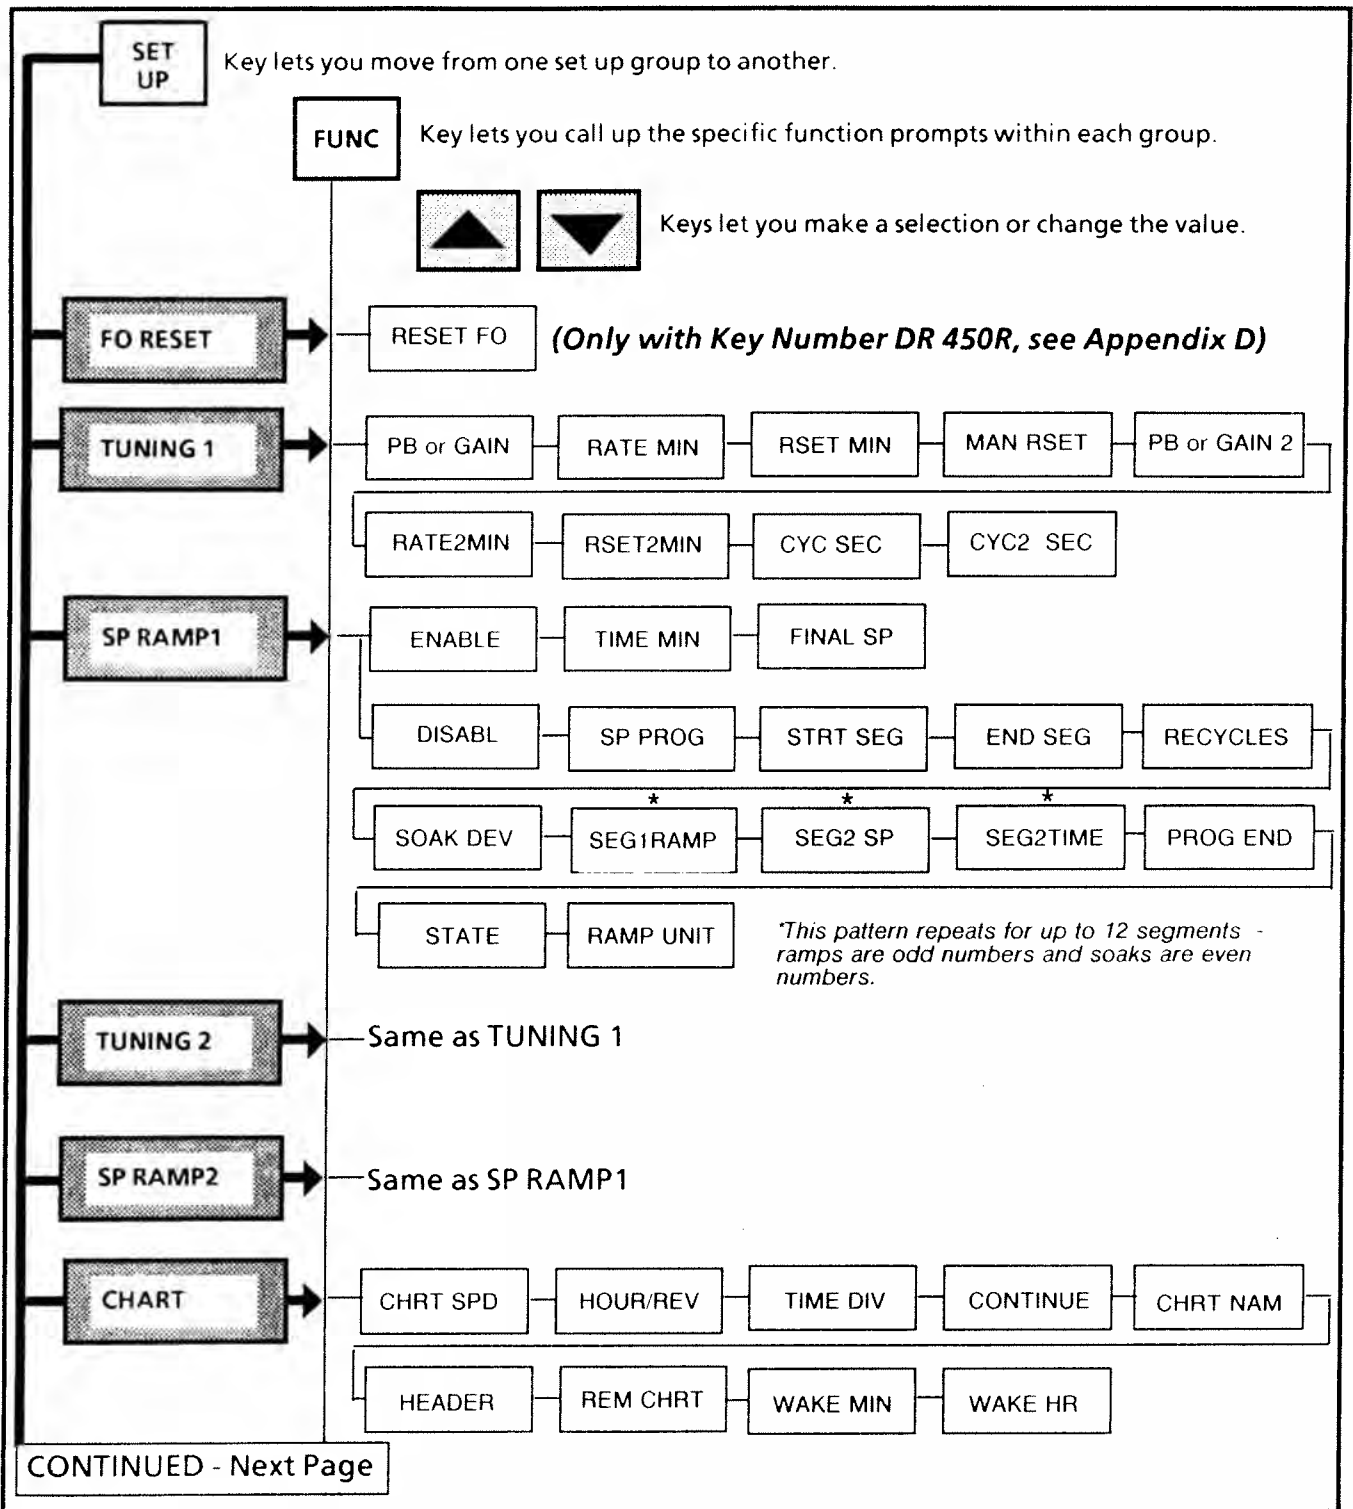 SET
UP
Key lets you move from one set up group to another.
FUNC
Key lets you call up the specific function prompts within each group.
Keys let you make a selection or change the value.
FO RESET
RESET FO
(Only with Key Number DR 450R, see Appendix D)
TUNING 1
PB or GAIN
RATE MIN
RSET MIN
MAN RSET
PB or GAIN 2
RATE2MIN
RSET2MIN
CYC SEC
CYC2 SEC
SP RAMP1
ENABLE
TIME MIN
FINAL SP
DISABL
SP PROG
STRT SEG
END SEG
RECYCLES
* * *
SOAK DEV
SEG1RAMP
SEG2 SP
SEG2TIME
PROG END
STATE
RAMP UNIT
*This pattern repeats for up to 12 segments -
ramps are odd numbers and soaks are even
numbers.
TUNING 2
Same as TUNING 1
SP RAMP2
Same as SP RAMP1
CHART
CHRT SPD
HOUR/REV
TIME DIV
CONTINUE
CHRT NAM
HEADER
REM CHRT
WAKE MIN
WAKE HR
CONTINUED - Next Page